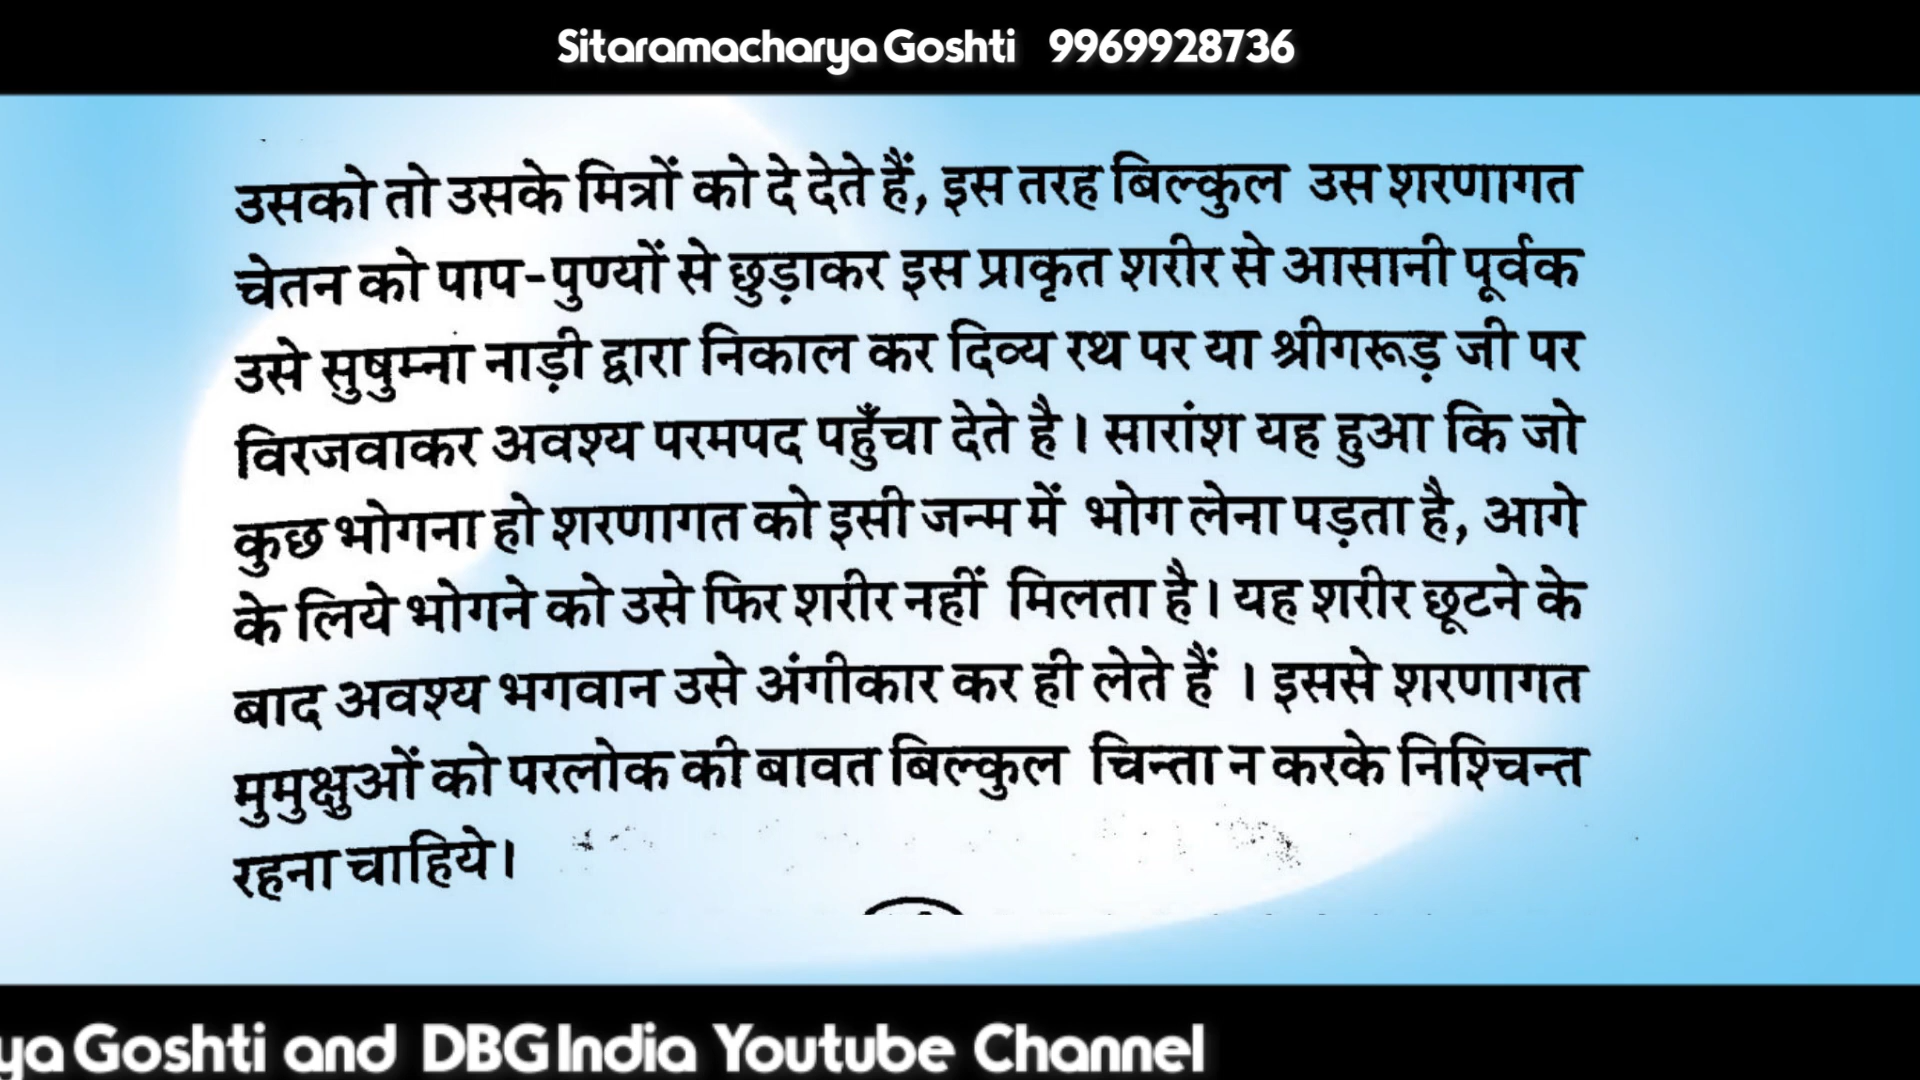 Sitaramacharya Goshti 9969928736
उसको तो उसके मित्रों को दे देते हैं, इस तरह बिल्कुल उस शरणागत
चेतन को पाप-पुण्यों से छुड़ाकर इस प्राकृत शरीर से आसानी पूर्वक
उसे सुषुम्ना नाड़ी द्वारा निकाल कर दिव्य रथ पर या श्रीगरूड़ जी पर
विरजवाकर अवश्य परमपद पहुँचा देते है। सारांश यह हुआ कि जो
कुछ भोगना हो शरणागत को इसी जन्म में भोग लेना पड़ता है, आगे
के लिये भोगने को उसे फिर शरीर नहीं मिलता है। यह शरीर छूटने के
बाद अवश्य भगवान उसे अंगीकार कर ही लेते हैं । इससे शरणागत
मुमुक्षुओं को परलोक की बावत बिल्कुल चिन्ता न करके निश्चिन्त
रहना चाहिये।
ya Goshti and DBG India Youtube Channel